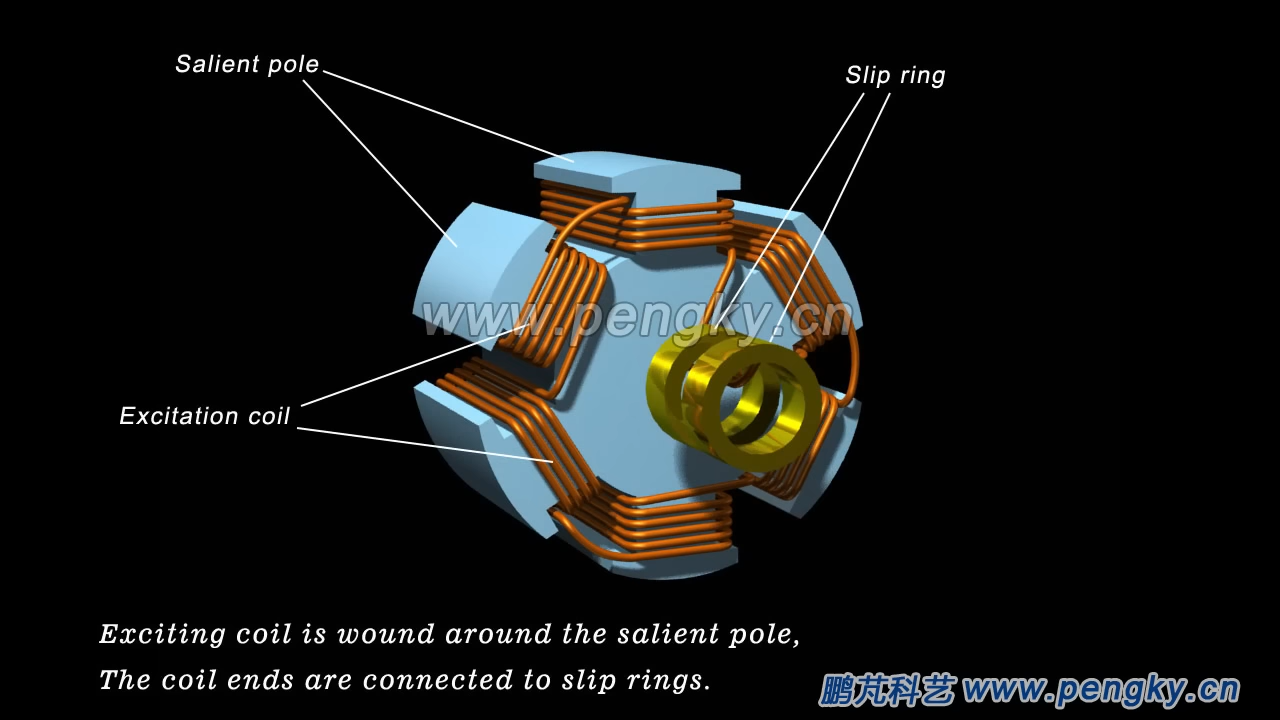 Salient pole
Slip ring
www.pengky.cn
Excitation coil
Exciting coil is wound around the salient pole,
The coil ends are connected to slip rings.
鹏芃科艺 www.pengky.cn